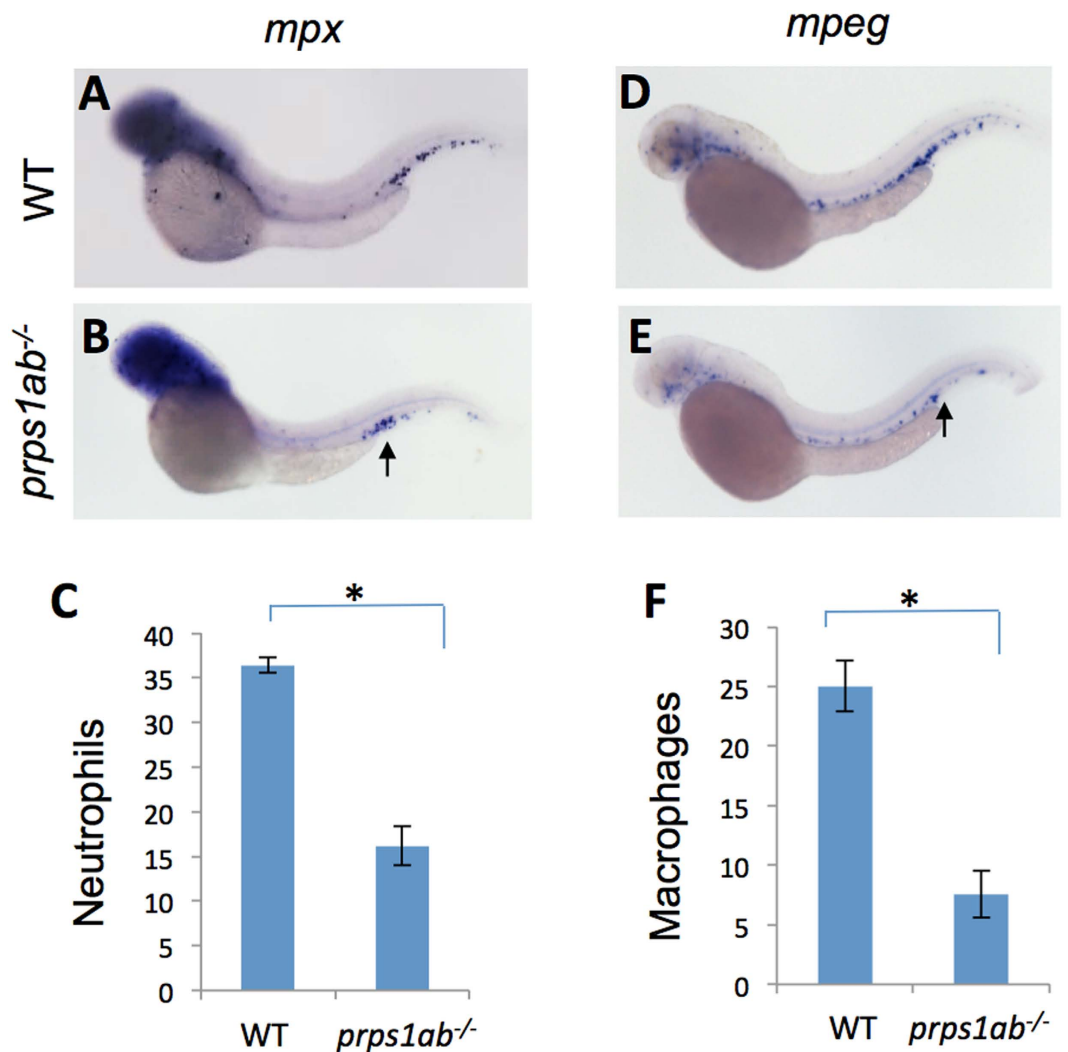 mpx
mpeg
WT
A
D
prps1ab-/-
B
E
C
*
Neutrophils
40
35
30
25
20
15
10
5
0
WT
prps1ab-/-
F
*
Macrophages
30
25
20
15
10
5
0
WT
prps1ab-/-